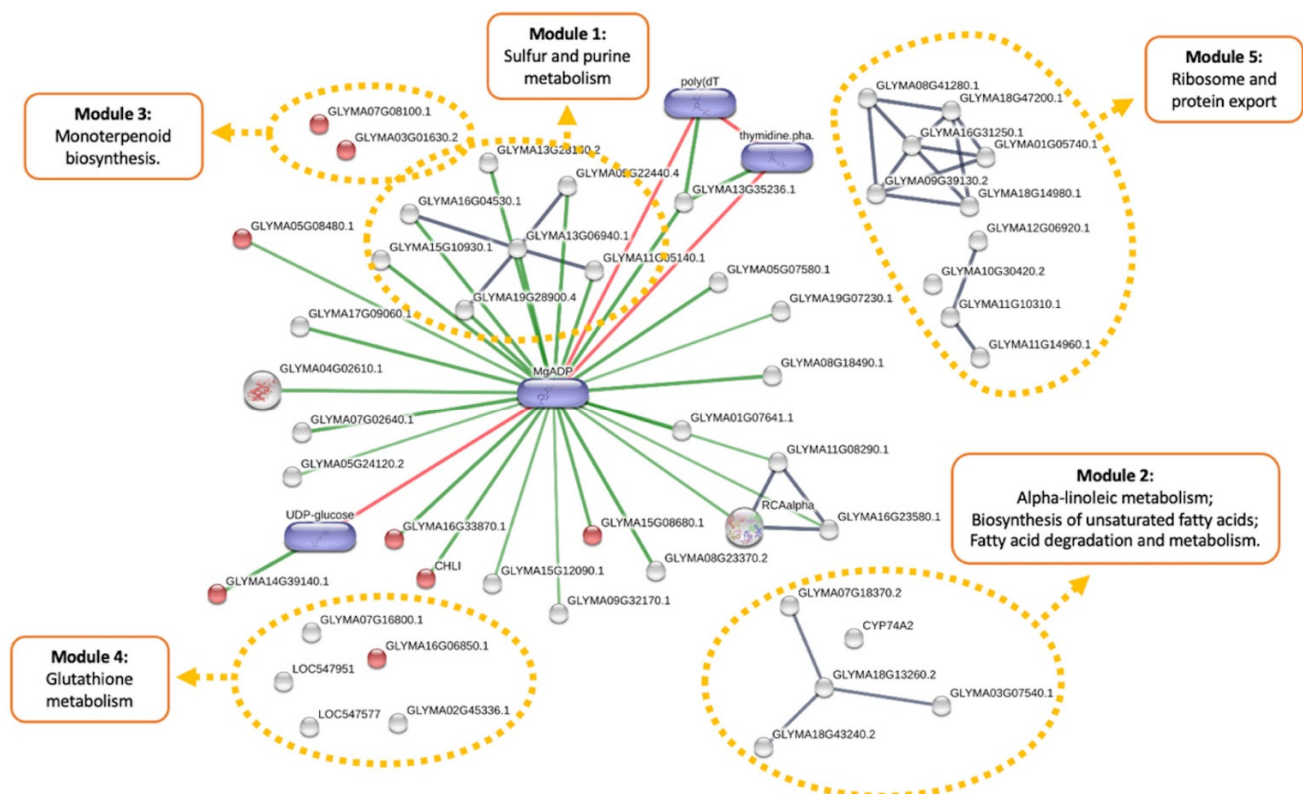 Module 1:
Sulfur and purine
metabolism
Module 3:
Monoterpenoid
biosynthesis.
Module 5:
Ribosome and
protein export
GLYMA07G08100.1
GLYMA03G01630.2
poly(dT
thymidine.pha.
GLYMA08G41280.1
GLYMA18G47200.1
GLYMA16G31250.1
GLYMA01G05740.1
GLYMA09G39130.2
GLYMA18G14980.1
GLYMA12G06920.1
GLYMA10G30420.2
GLYMA11G10310.1
GLYMA11G14960.1
GLYMA13G35236.1
GLYMA16G04530.1
GLYMA13G06940.1
GLYMA15G10930.1
GLYMA11G05140.1
GLYMA19G28900.4
GLYMA05G08480.1
GLYMA05G07580.1
GLYMA19G07230.1
GLYMA17G09060.1
GLYMA04G02610.1
MgADP
GLYMA08G18490.1
GLYMA07G02640.1
GLYMA01G07641.1
GLYMA05G24120.2
GLYMA11G08290.1
RCAalpha
GLYMA16G23580.1
UDP-glucose
GLYMA16G33870.1
GLYMA15G08680.1
GLYMA14G39140.1
CHLI
GLYMA15G12090.1
GLYMA08G23370.2
GLYMA09G32170.1
Module 2:
Alpha-linoleic metabolism;
Biosynthesis of unsaturated fatty acids;
Fatty acid degradation and metabolism.
Module 4:
Glutathione
metabolism
GLYMA07G16800.1
GLYMA16G06850.1
LOC547951
LOC547577
GLYMA02G45336.1
GLYMA07G18370.2
CYP74A2
GLYMA18G13260.2
GLYMA03G07540.1
GLYMA18G43240.2